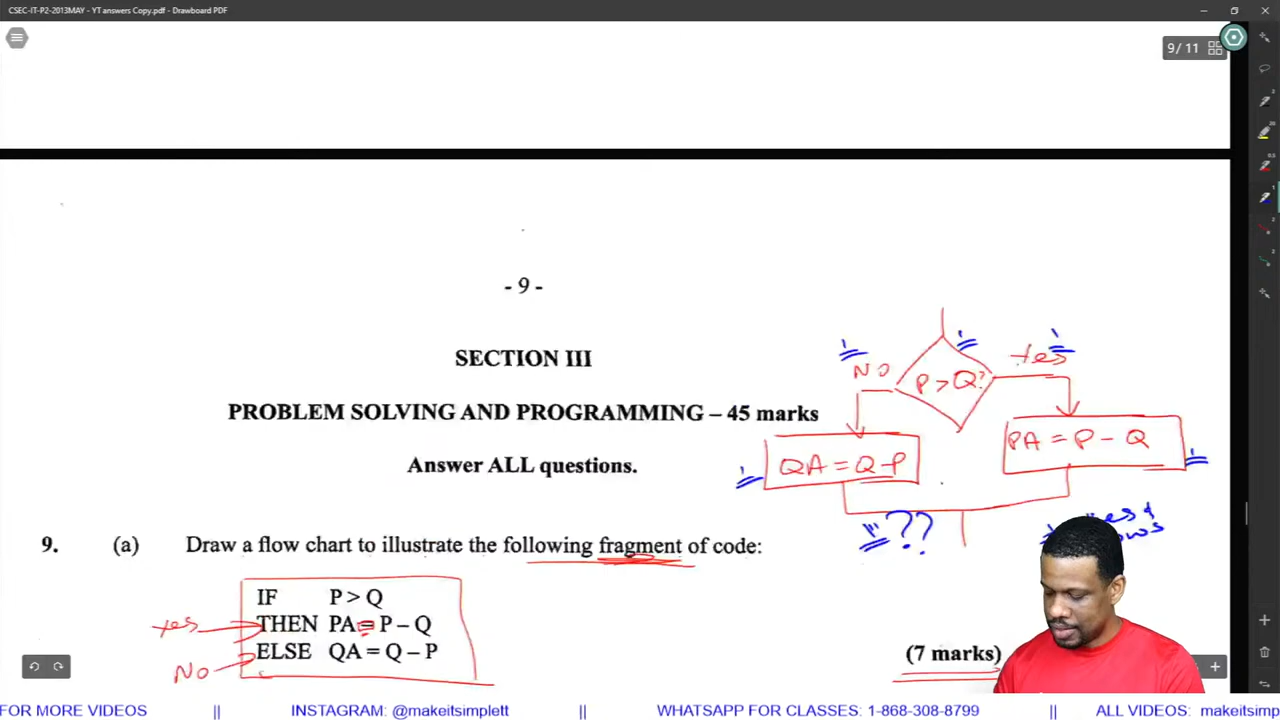 CSEC-IT-P2-2013MAY - YT answers Copy.pdf - Drawboard PDF
9 / 11
- 9 -
SECTION III
PROBLEM SOLVING AND PROGRAMMING – 45 marks
Answer ALL questions.
NO
P > Q?
Yes
QA = Q - P
PA = P - Q
??
9. (a) Draw a flow chart to illustrate the following fragment of code:
IF P > Q
Yes THEN PA = P – Q
No ELSE QA = Q – P
(7 marks)
FOR MORE VIDEOS || INSTAGRAM: @makeitsimplett || WHATSAPP FOR CLASSES: 1-868-308-8799 || ALL VIDEOS: makeitsimp